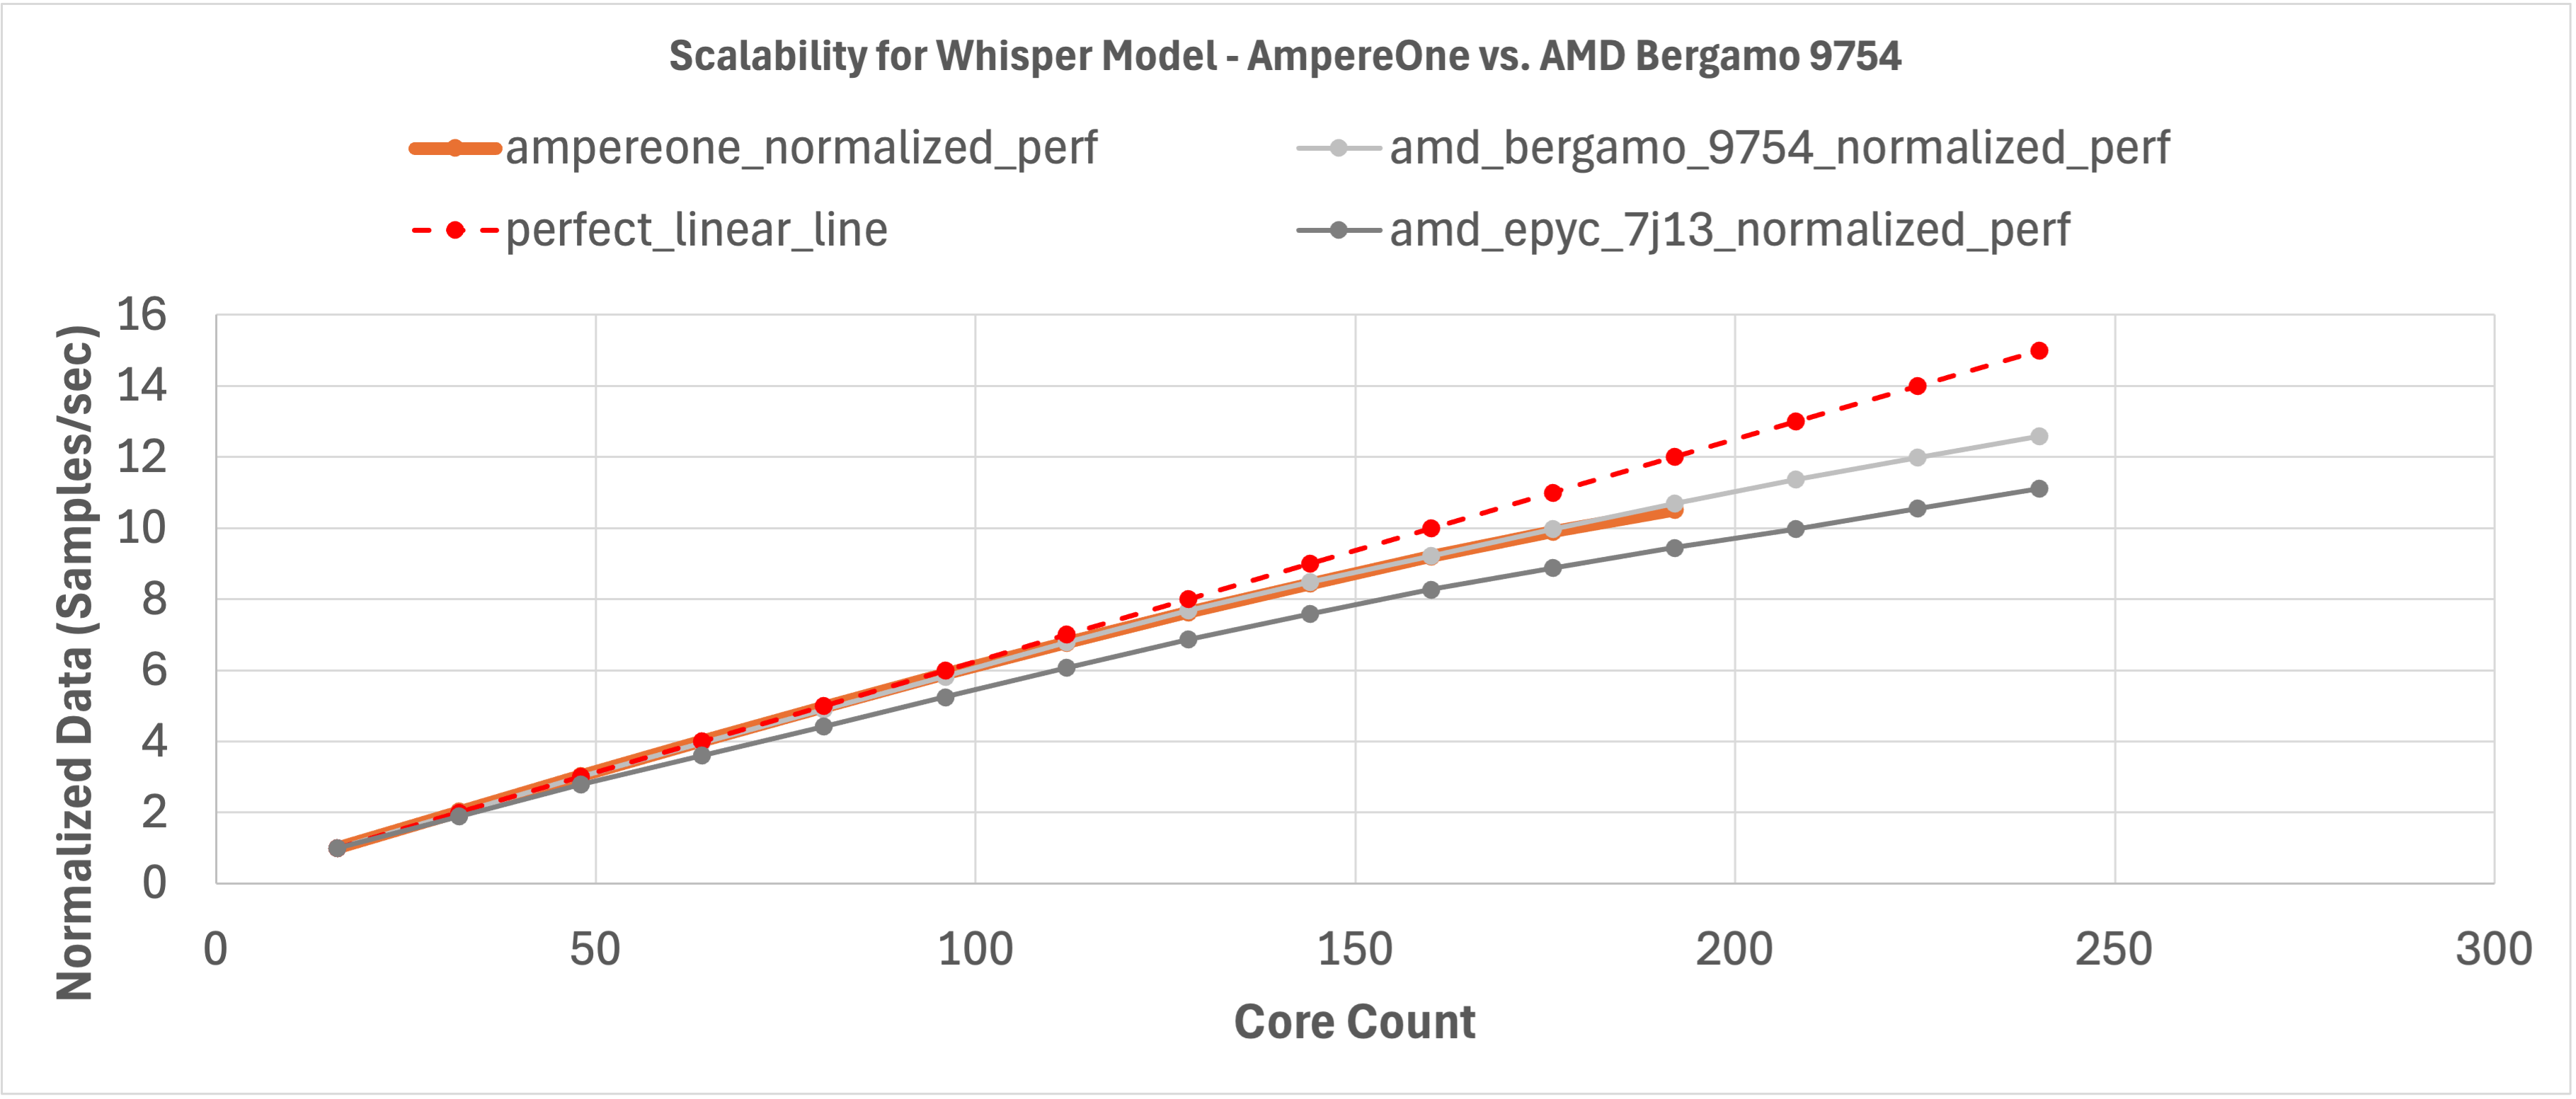 Scalability for Whisper Model - AmpereOne vs. AMD Bergamo 9754
ampereone_normalized_perf
amd_bergamo_9754_normalized_perf
perfect_linear_line
amd_epyc_7j13_normalized_perf
Normalized Data (Samples/sec)
16
14
12
10
8
6
4
2
0
0 50 100 150 200 250 300
Core Count